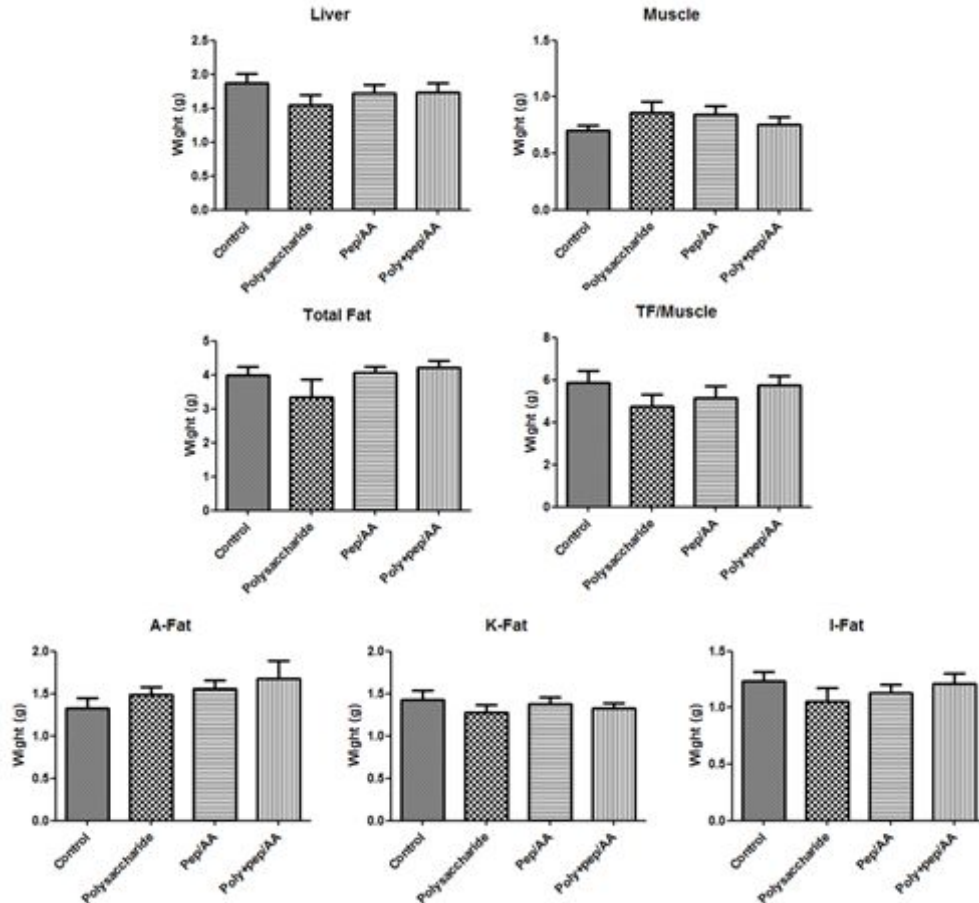 Liver
Wight (g)
2.5
2.0
1.5
1.0
0.5
0.0
Control
Polysaccharide
Pep/AA
Poly+pep/AA
Muscle
Wight (g)
1.5
1.0
0.5
0.0
Control
Polysaccharide
Pep/AA
Poly+pep/AA
Total Fat
Wight (g)
5
4
3
2
1
0
Control
Polysaccharide
Pep/AA
Poly+pep/AA
TF/Muscle
Wight (g)
8
6
4
2
0
Control
Polysaccharide
Pep/AA
Poly+pep/AA
A-Fat
Wight (g)
2.0
1.5
1.0
0.5
0.0
Control
Polysaccharide
Pep/AA
Poly+pep/AA
K-Fat
Wight (g)
2.0
1.5
1.0
0.5
0.0
Control
Polysaccharide
Pep/AA
Poly+pep/AA
I-Fat
Wight (g)
1.5
1.0
0.5
0.0
Control
Polysaccharide
Pep/AA
Poly+pep/AA